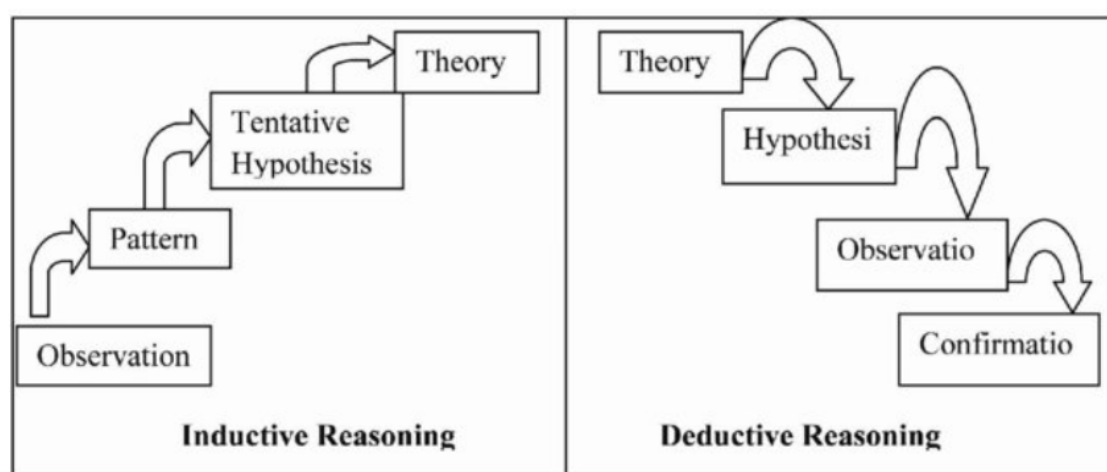 Theory
Tentative
Hypothesis
Pattern
Observation
Inductive Reasoning
Theory
Hypothesi
Observatio
Confirmatio
Deductive Reasoning